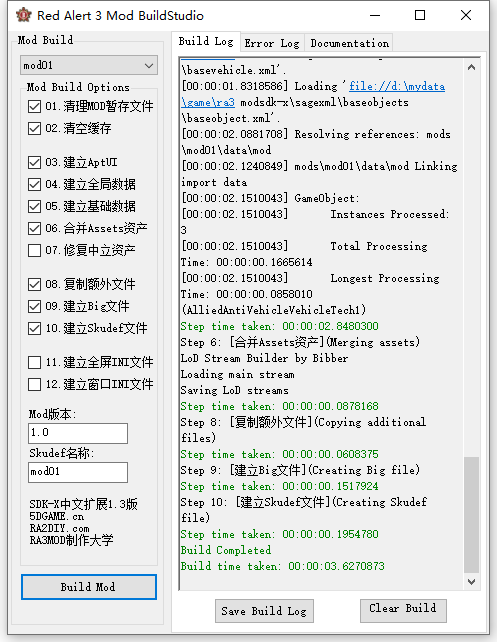 Red Alert 3 Mod BuildStudio
Mod Build
mod01
Mod Build Options
01.清理MOD暂存文件
02.清空缓存
03.建立AptUI
04.建立全局数据
05.建立基础数据
06.合并Assets资产
07.修复中立资产
08.复制额外文件
09.建立Big文件
10.建立Skudef文件
11.建立全屏INI文件
12.建立窗口INI文件
Mod版本:
1.0
Skudef名称:
mod01
SDK-X中文扩展1.3版
5DGAME.cn
RA2DIY.com
RA3MOD制作大学
Build Mod
Build Log
Error Log
Documentation
\basevehicle.xml'.
[00:00:01.8318586] Loading 'file://d:\mydata
\game\ra3 modsdk-x\sagexml\baseobjects
\baseobject.xml'.
[00:00:02.0881708] Resolving references: mods
\mod01\data\mod
[00:00:02.1240849] mods\mod01\data\mod Linking
import data
[00:00:02.1510043] GameObject:
[00:00:02.1510043] Instances Processed:
3
[00:00:02.1510043] Total Processing
Time: 00:00:00.1665614
[00:00:02.1510043] Longest Processing
Time: 00:00:00.0858010
(AlliedAntiVehicleVehicleTech1)
Step time taken: 00:00:02.8480300
Step 6: [合并Assets资产](Merging assets)
LoD Stream Builder by Bibber
Loading main stream
Saving LoD streams
Step time taken: 00:00:00.0878168
Step 8: [复制额外文件](Copying additional
files)
Step time taken: 00:00:00.0608375
Step 9: [建立Big文件](Creating Big file)
Step time taken: 00:00:00.1517924
Step 10: [建立Skudef文件](Creating Skudef
file)
Step time taken: 00:00:00.1954780
Build Completed
Build time taken: 00:00:03.6270873
Save Build Log
Clear Build